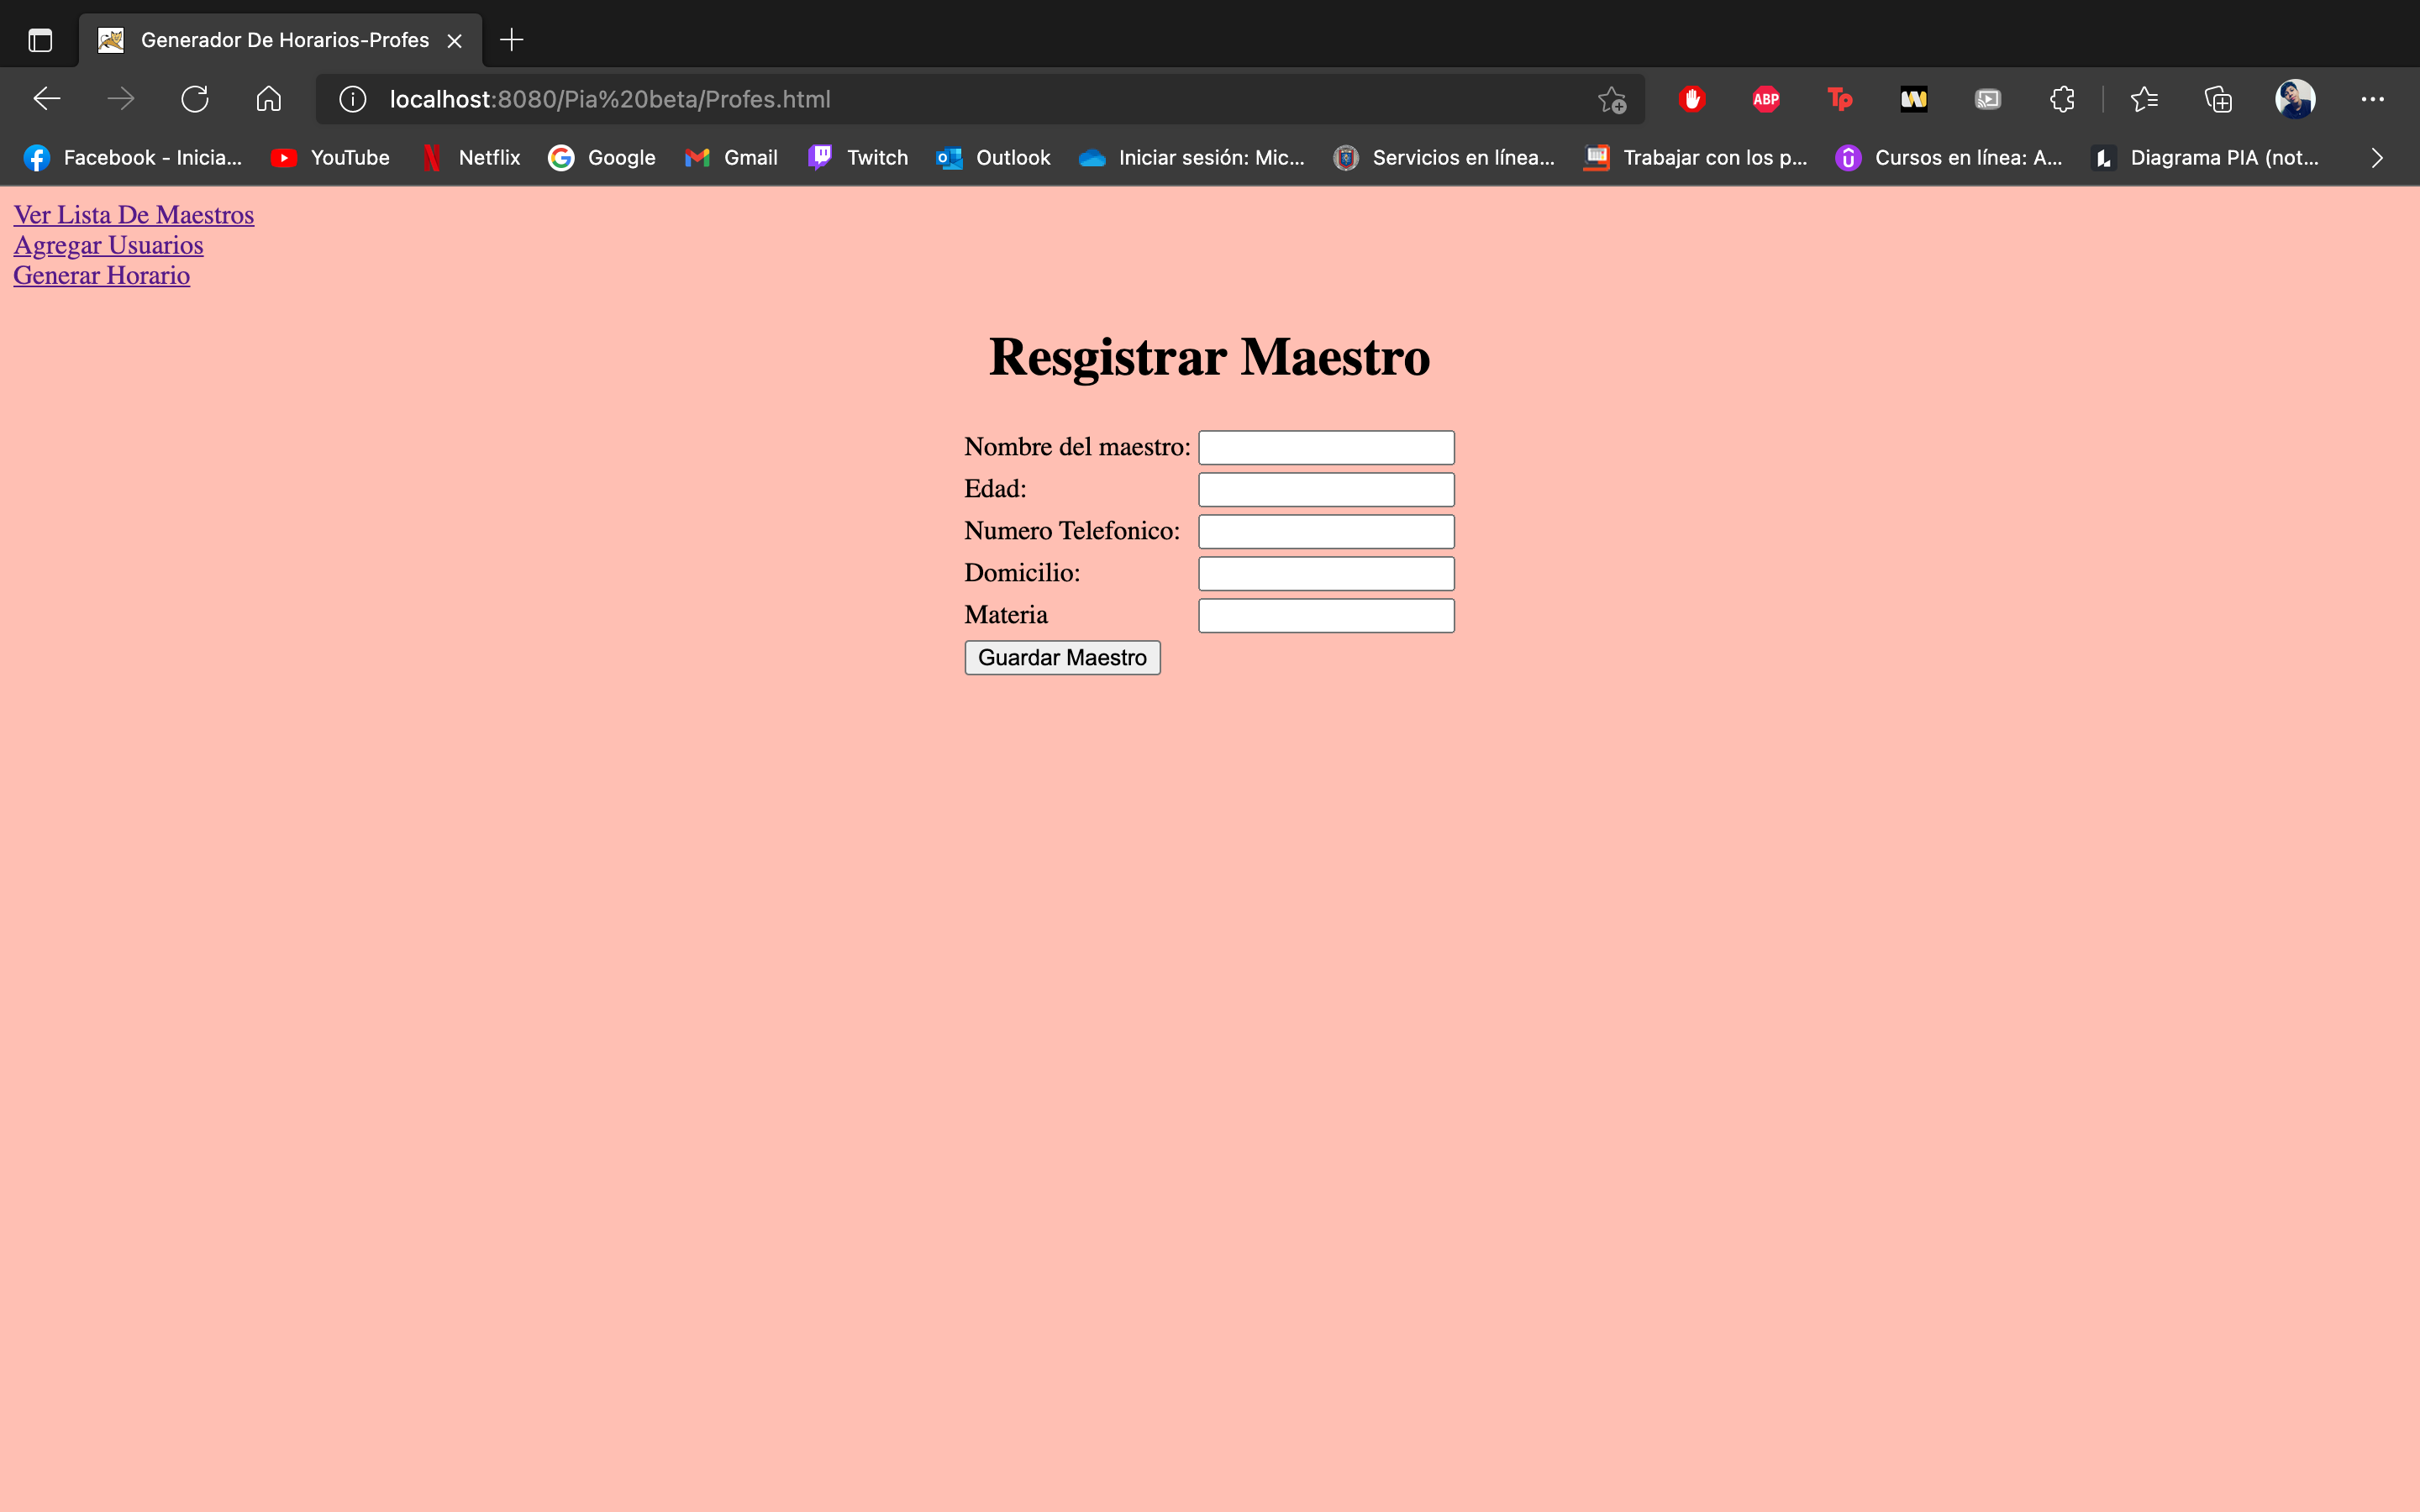 Generador De Horarios-Profes
localhost:8080/Pia%20beta/Profes.html
ABP
Tp
Facebook - Inicia...
YouTube
Netflix
Google
Gmail
Twitch
Outlook
Iniciar sesión: Mic...
Servicios en línea...
Trabajar con los p...
Cursos en línea: A...
Diagrama PIA (not...
Ver Lista De Maestros
Agregar Usuarios
Generar Horario
Resgistrar Maestro
Nombre del maestro:
Edad:
Numero Telefonico:
Domicilio:
Materia
Guardar Maestro